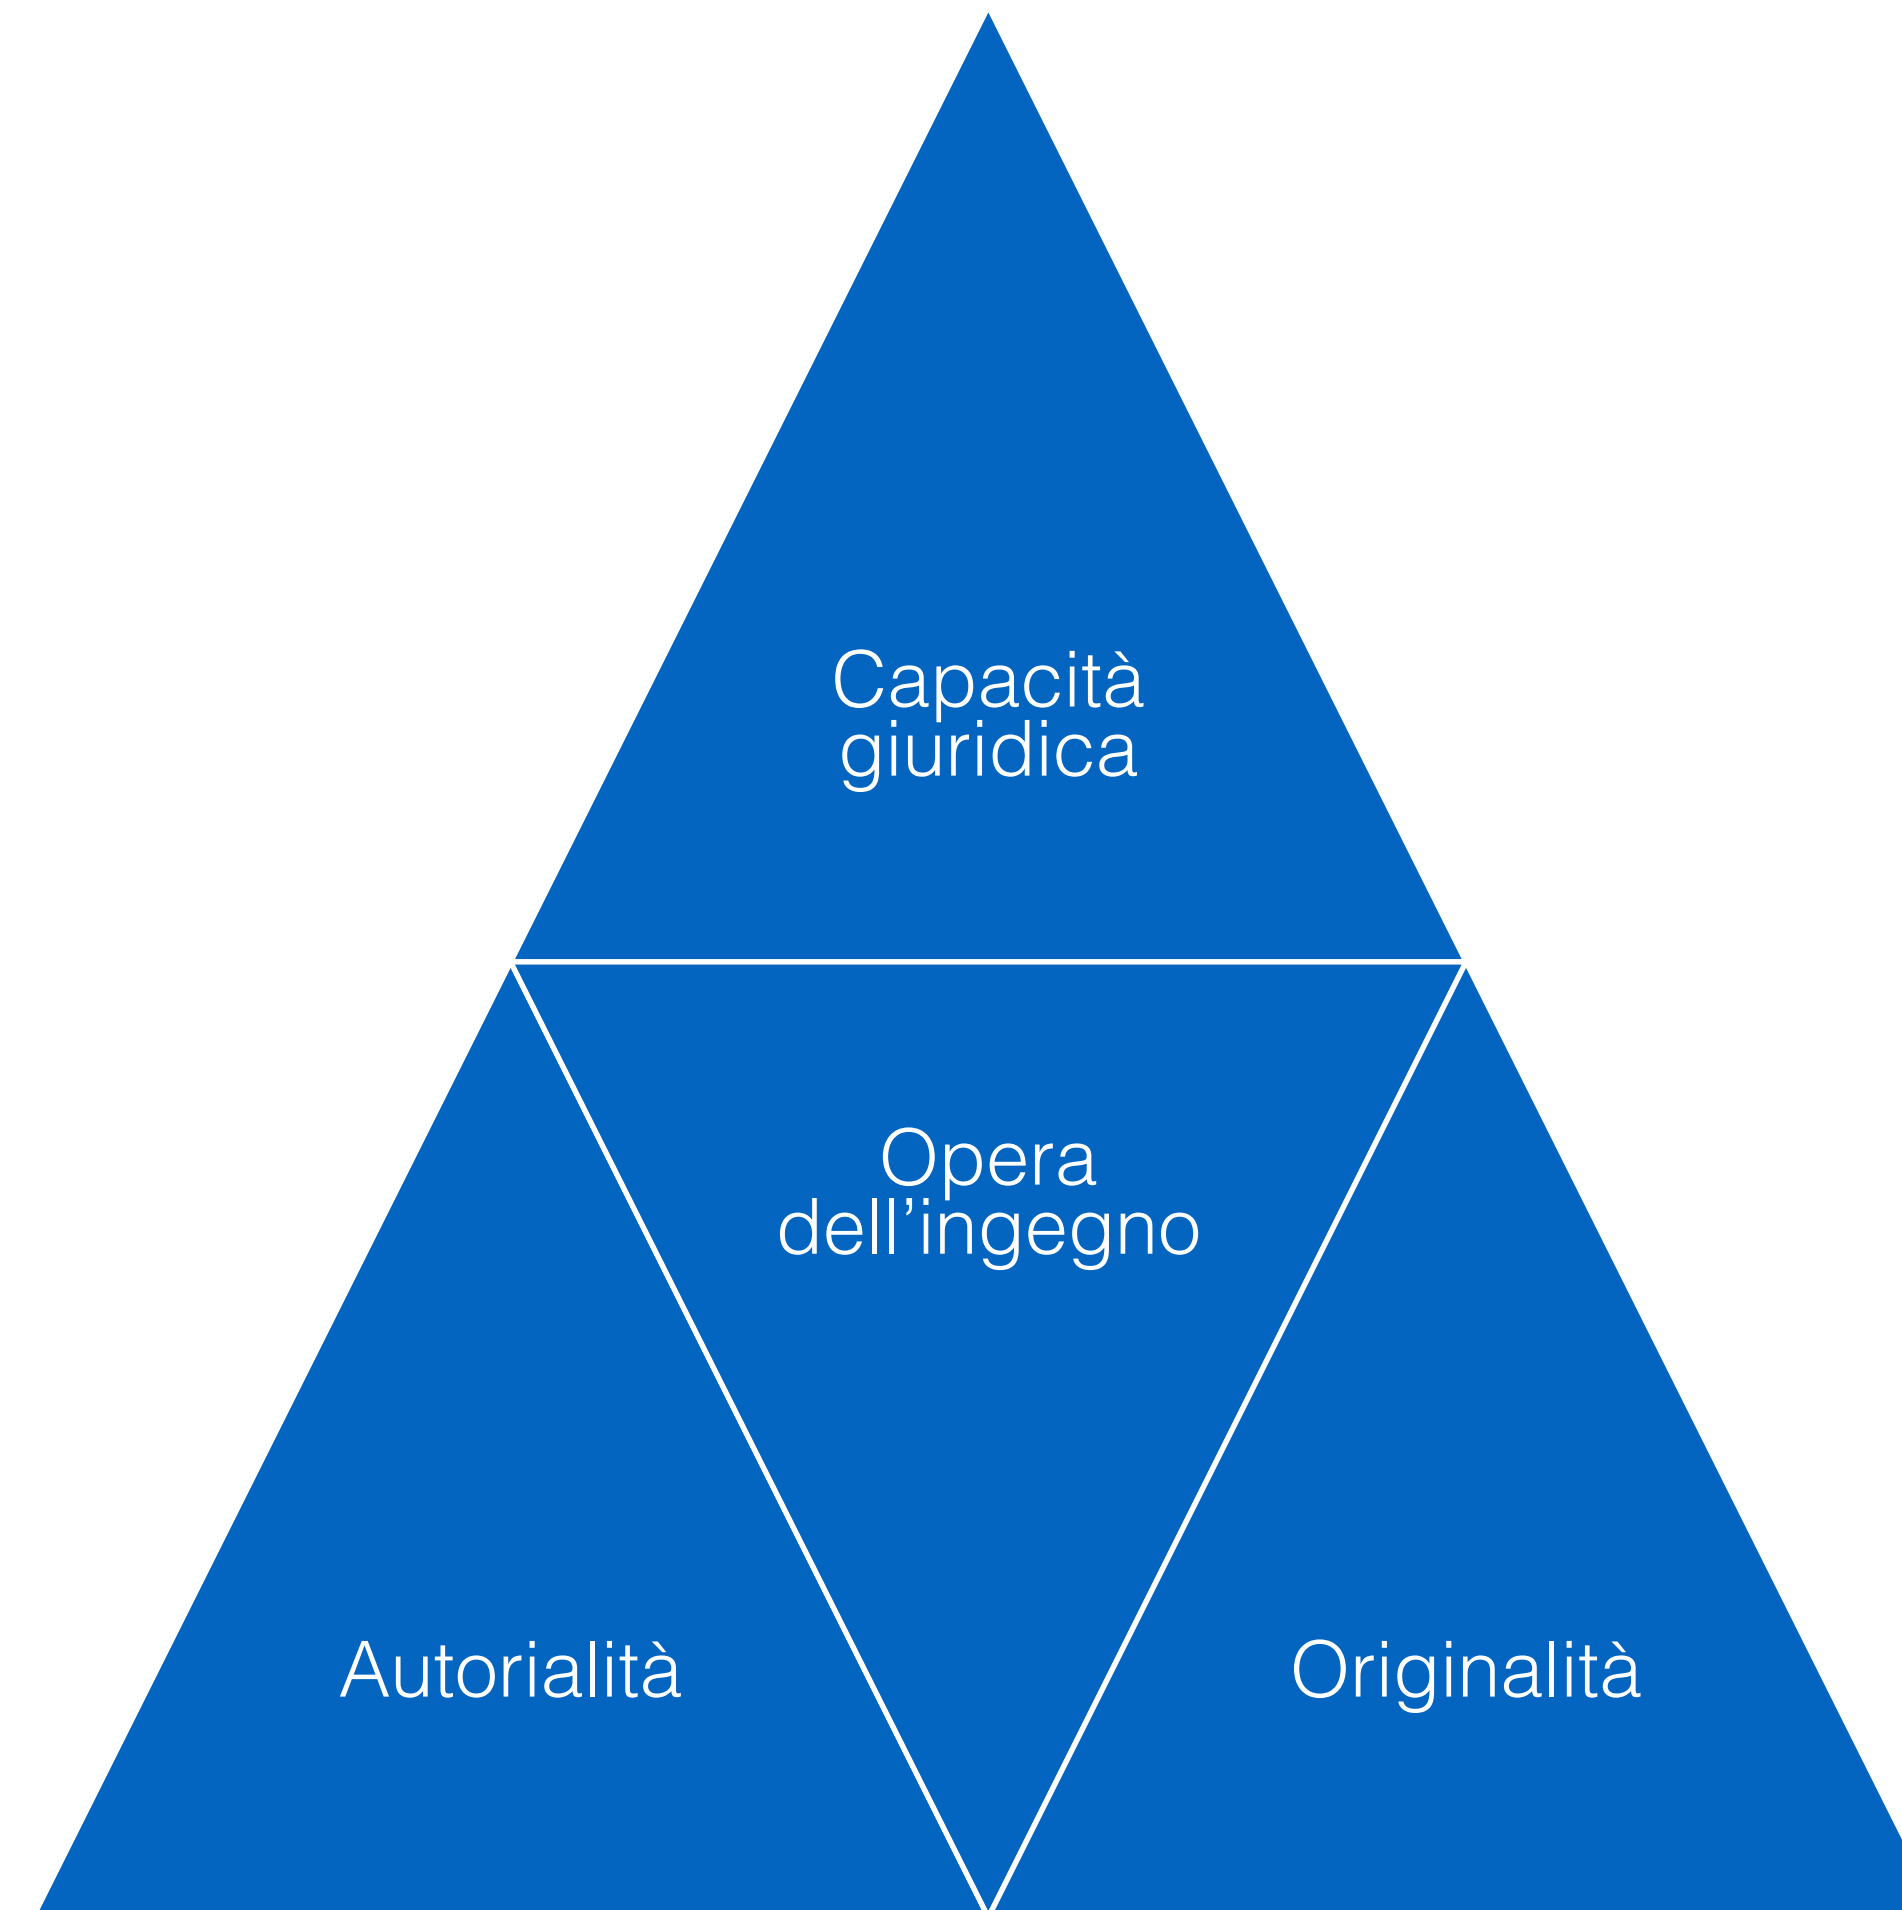 Capacità
giuridica
Opera
dell’ingegno
Autorialità
Originalità